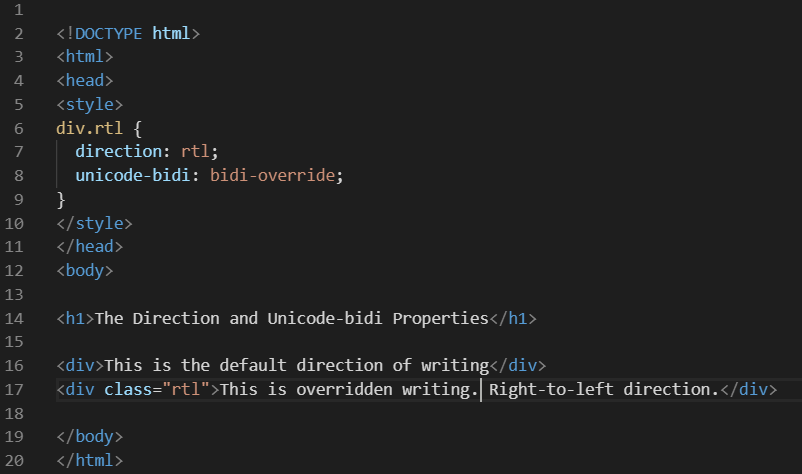 1
2 <!DOCTYPE html>
3 <html>
4 <head>
5 <style>
6 div.rtl {
7   direction: rtl;
8   unicode-bidi: bidi-override;
9 }
10 </style>
11 </head>
12 <body>
13
14 <h1>The Direction and Unicode-bidi Properties</h1>
15
16 <div>This is the default direction of writing</div>
17 <div class="rtl">This is overridden writing. Right-to-left direction.</div>
18
19 </body>
20 </html>